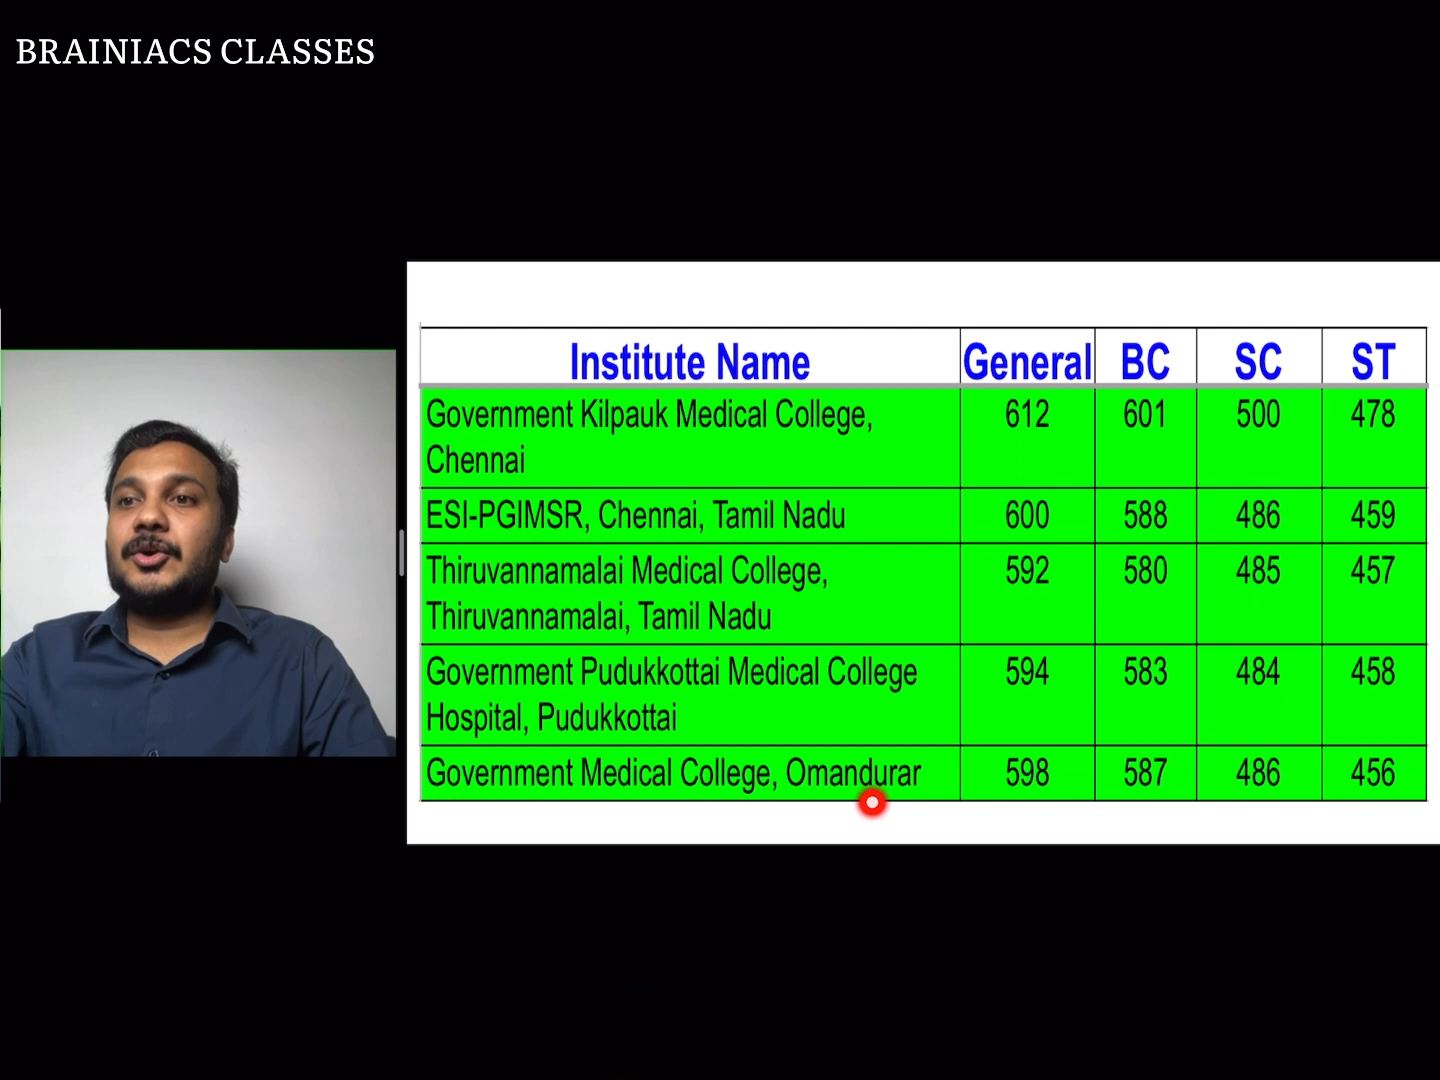 BRAINIACS CLASSES
Institute Name General BC SC ST
Government Kilpauk Medical College, 612 601 500 478
Chennai
ESI-PGIMSR, Chennai, Tamil Nadu 600 588 486 459
Thiruvannamalai Medical College, 592 580 485 457
Thiruvannamalai, Tamil Nadu
Government Pudukkottai Medical College 594 583 484 458
Hospital, Pudukkottai
Government Medical College, Omandurar 598 587 486 456